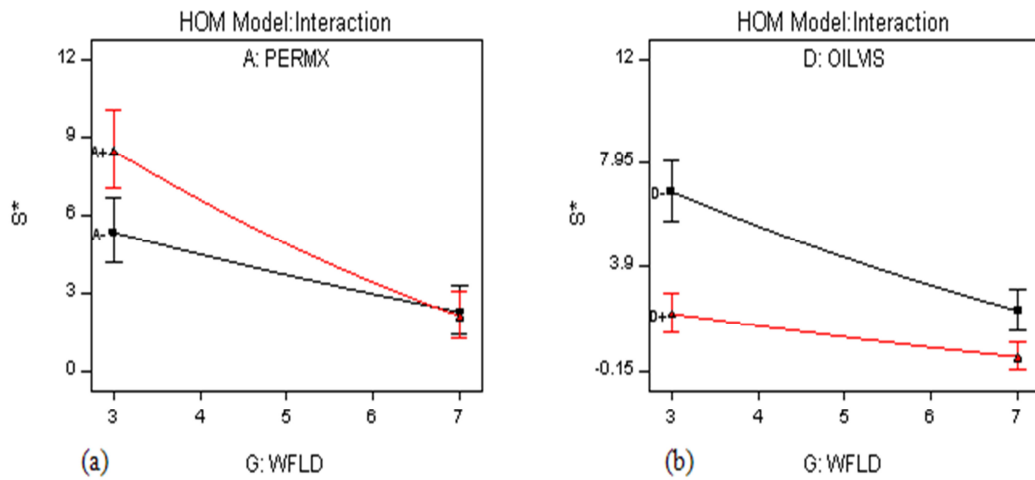 HOM Model:Interaction
A: PERMX
12
9
6
3
0
S*
A+
A-
3 4 5 6 7
(a) G: WFLD
HOM Model:Interaction
D: OILVIS
12
7.95
3.9
-0.15
S*
D-
D+
3 4 5 6 7
(b) G: WFLD